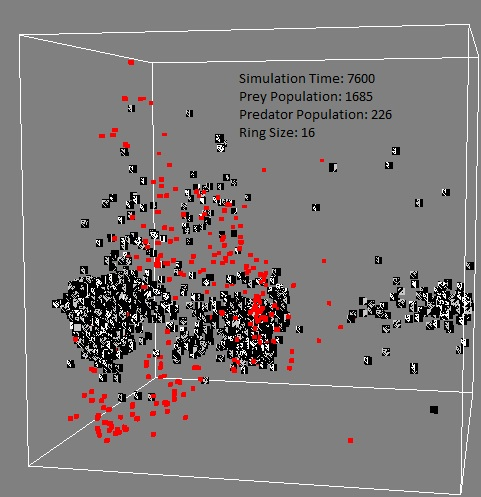 Simulation Time: 7600
Prey Population: 1685
Predator Population: 226
Ring Size: 16